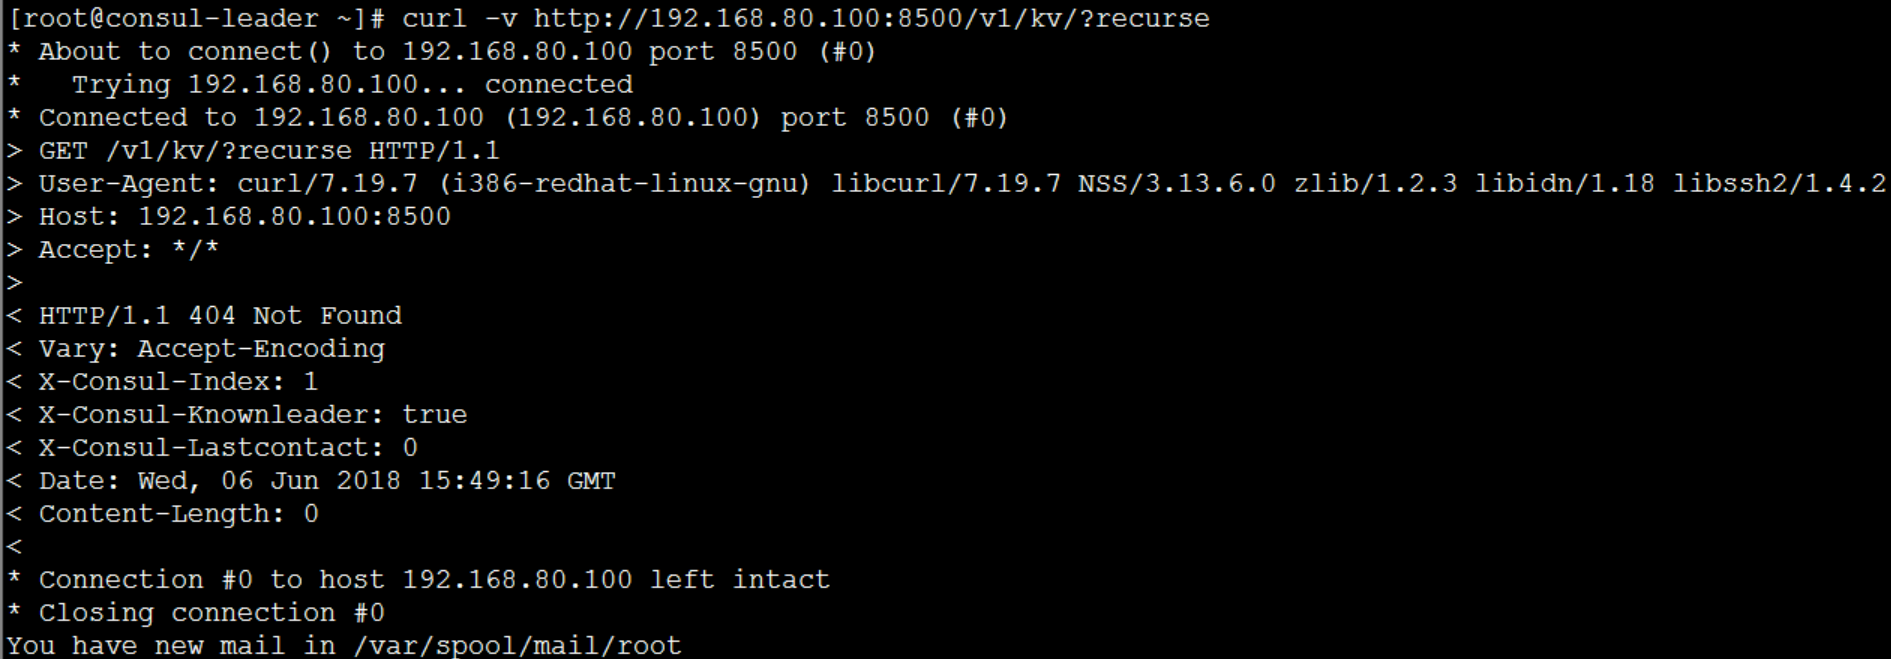 [root@consul-leader ~]# curl -v http://192.168.80.100:8500/v1/kv/?recurse
* About to connect() to 192.168.80.100 port 8500 (#0)
*   Trying 192.168.80.100... connected
* Connected to 192.168.80.100 (192.168.80.100) port 8500 (#0)
> GET /v1/kv/?recurse HTTP/1.1
> User-Agent: curl/7.19.7 (i386-redhat-linux-gnu) libcurl/7.19.7 NSS/3.13.6.0 zlib/1.2.3 libidn/1.18 libssh2/1.4.2
> Host: 192.168.80.100:8500
> Accept: */*
>
< HTTP/1.1 404 Not Found
< Vary: Accept-Encoding
< X-Consul-Index: 1
< X-Consul-Knownleader: true
< X-Consul-Lastcontact: 0
< Date: Wed, 06 Jun 2018 15:49:16 GMT
< Content-Length: 0
<
* Connection #0 to host 192.168.80.100 left intact
* Closing connection #0
You have new mail in /var/spool/mail/root